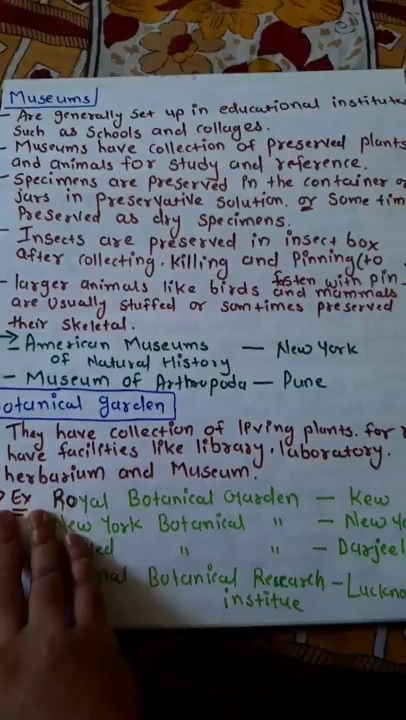 Museums
- Are generally set up in educational institute
such as schools and collages.
- Museums have collection of preserved plants
and animals for study and reference.
- Specimens are preserved in the container or
jars in preservative solution. or Some tim
Preserved as dry specimens.
- Insects are preserved in insect box
after collecting. killing and pinning (to
fasten with pin
- larger animals like birds and mammals
are usually stuffed or somtimes preserved
their skeletal.
→ - American Museums — New York
of Natural History
- Museum of Arthropoda — Pune
otanical garden
They have collection of living plants. for
have facilities like library. laboratory.
herbarium and Museum.
Ex Royal Botanical Garden — Kew
New York Botanical " — New Yo
" " — Darjeel
nal Botanical Research - Luckno
institue